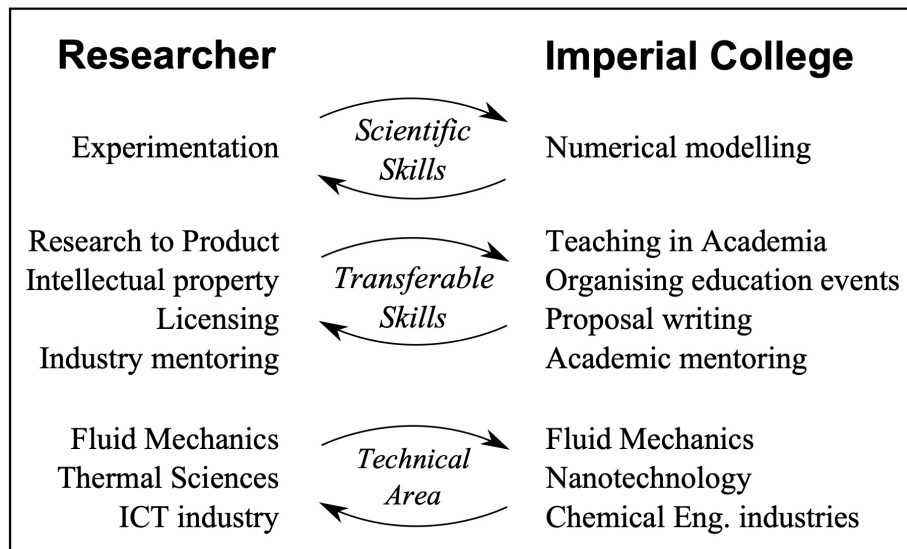 Researcher Imperial College
Experimentation Scientific Skills Numerical modelling
Research to Product Teaching in Academia
Intellectual property Transferable Organising education events
Licensing Skills Proposal writing
Industry mentoring Academic mentoring
Fluid Mechanics Fluid Mechanics
Thermal Sciences Technical Area Nanotechnology
ICT industry Chemical Eng. industries